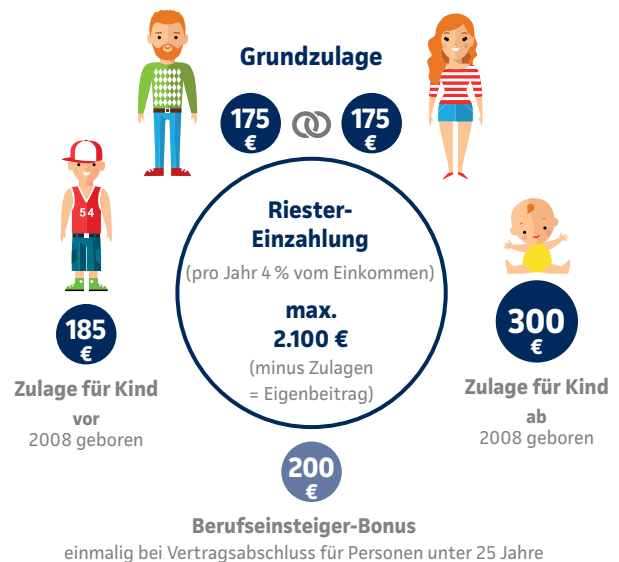 Grundzulage
175
€
175
€
54
Riester-
Einzahlung
(pro Jahr 4 % vom Einkommen)
max.
2.100 €
(minus Zulagen
= Eigenbeitrag)
185
€
Zulage für Kind
vor
2008 geboren
300
€
Zulage für Kind
ab
2008 geboren
200
€
Berufseinsteiger-Bonus
einmalig bei Vertragsabschluss für Personen unter 25 Jahre